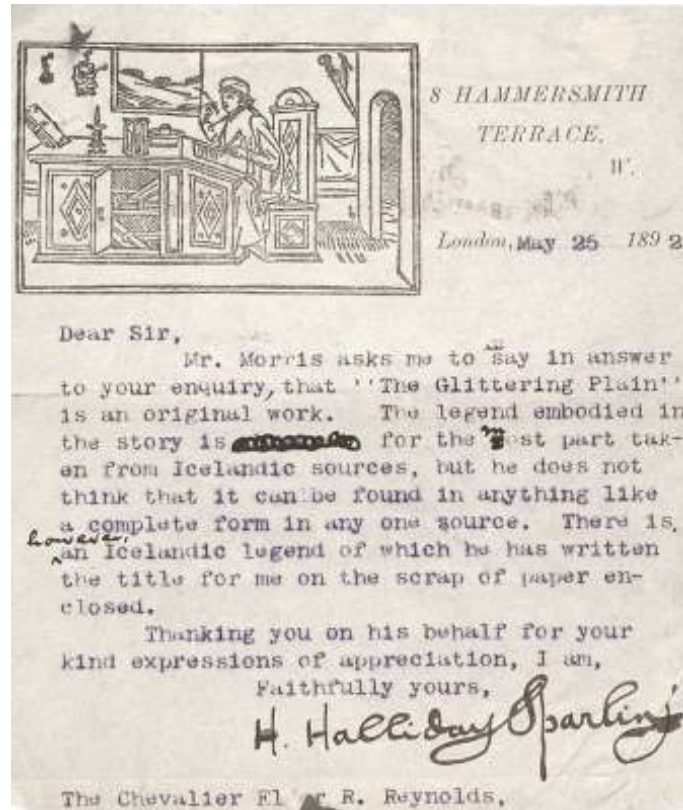 8 HAMMERSMITH
TERRACE,
W.
London, May 25 1892
Dear Sir,
Mr. Morris asks me to say in answer
to your enquiry, that ''The Glittering Plain''
is an original work. The legend embodied in
the story is for the most part tak-
en from Icelandic sources, but he does not
think that it can be found in anything like
a complete form in any one source. There is,
however,
an Icelandic legend of which he has written
the title for me on the scrap of paper en-
closed.
Thanking you on his behalf for your
kind expressions of appreciation, I am,
Faithfully yours,
H. Halliday Sparling
The Chevalier R. Reynolds,